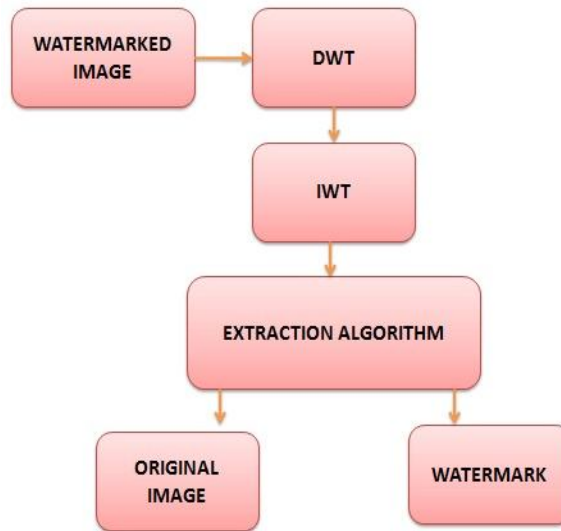 WATERMARKED
IMAGE
DWT
IWT
EXTRACTION ALGORITHM
ORIGINAL
IMAGE
WATERMARK